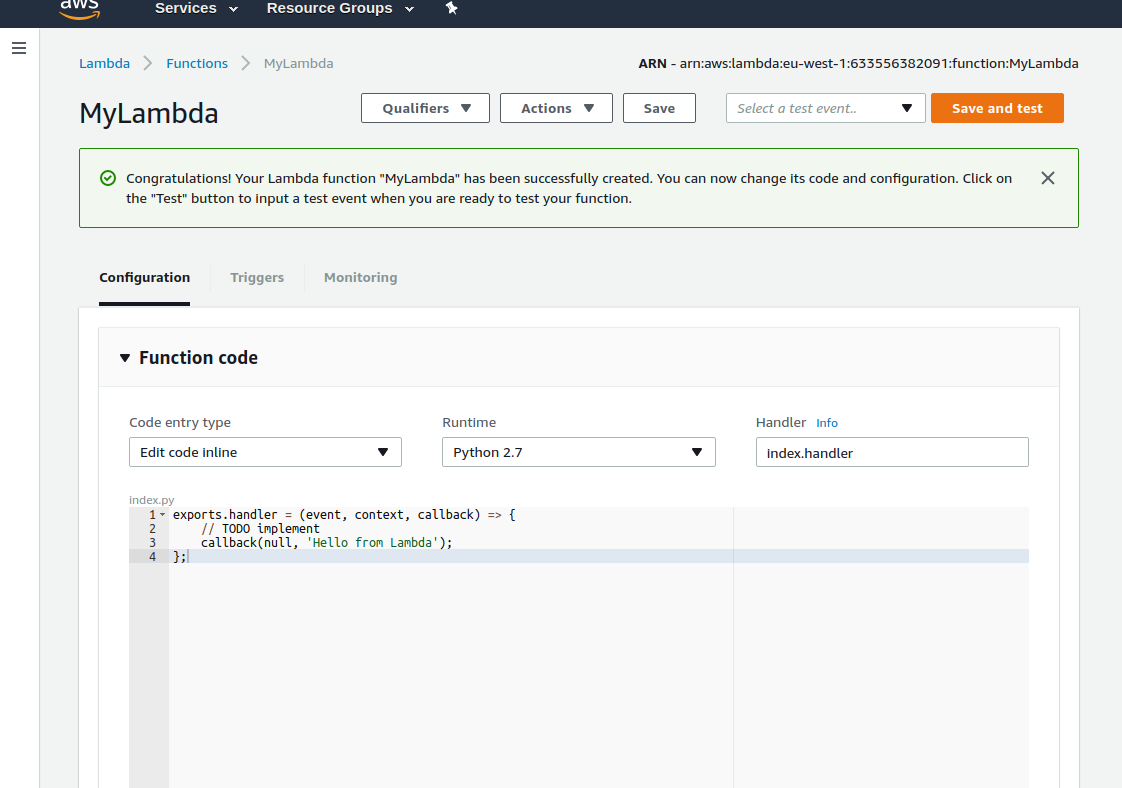 aws Services Resource Groups
Lambda Functions MyLambda ARN - arn:aws:lambda:eu-west-1:633556382091:function:MyLambda
MyLambda Qualifiers Actions Save Select a test event.. Save and test
Congratulations! Your Lambda function "MyLambda" has been successfully created. You can now change its code and configuration. Click on
the "Test" button to input a test event when you are ready to test your function.
Configuration Triggers Monitoring
Function code
Code entry type Runtime Handler Info
Edit code inline Python 2.7 index.handler
index.py
1 exports.handler = (event, context, callback) => {
2 // TODO implement
3 callback(null, 'Hello from Lambda');
4 };